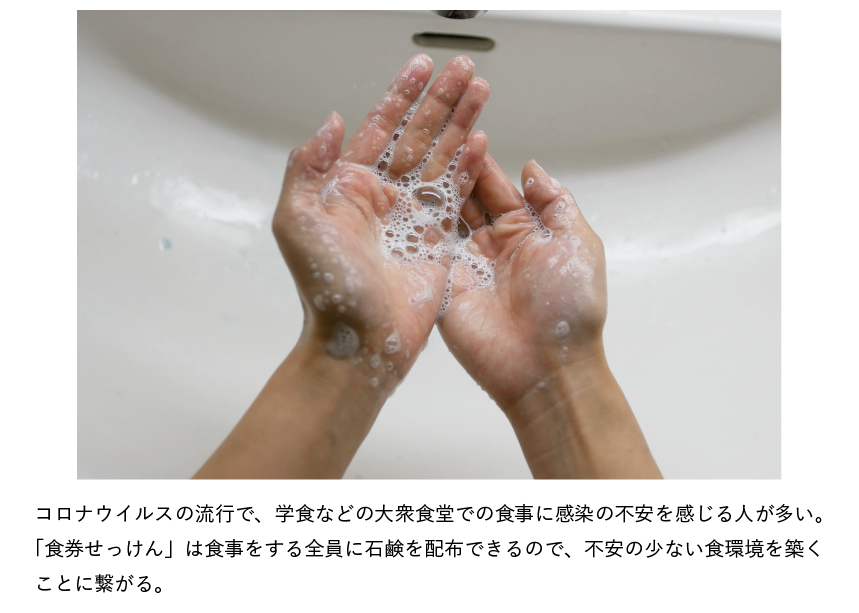 コロナウイルスの流行で、学食などの大衆食堂での食事に感染の不安を感じる人が多い。
「食券せっけん」は食事をする全員に石鹸を配布できるので、不安の少ない食環境を築く
ことに繋がる。